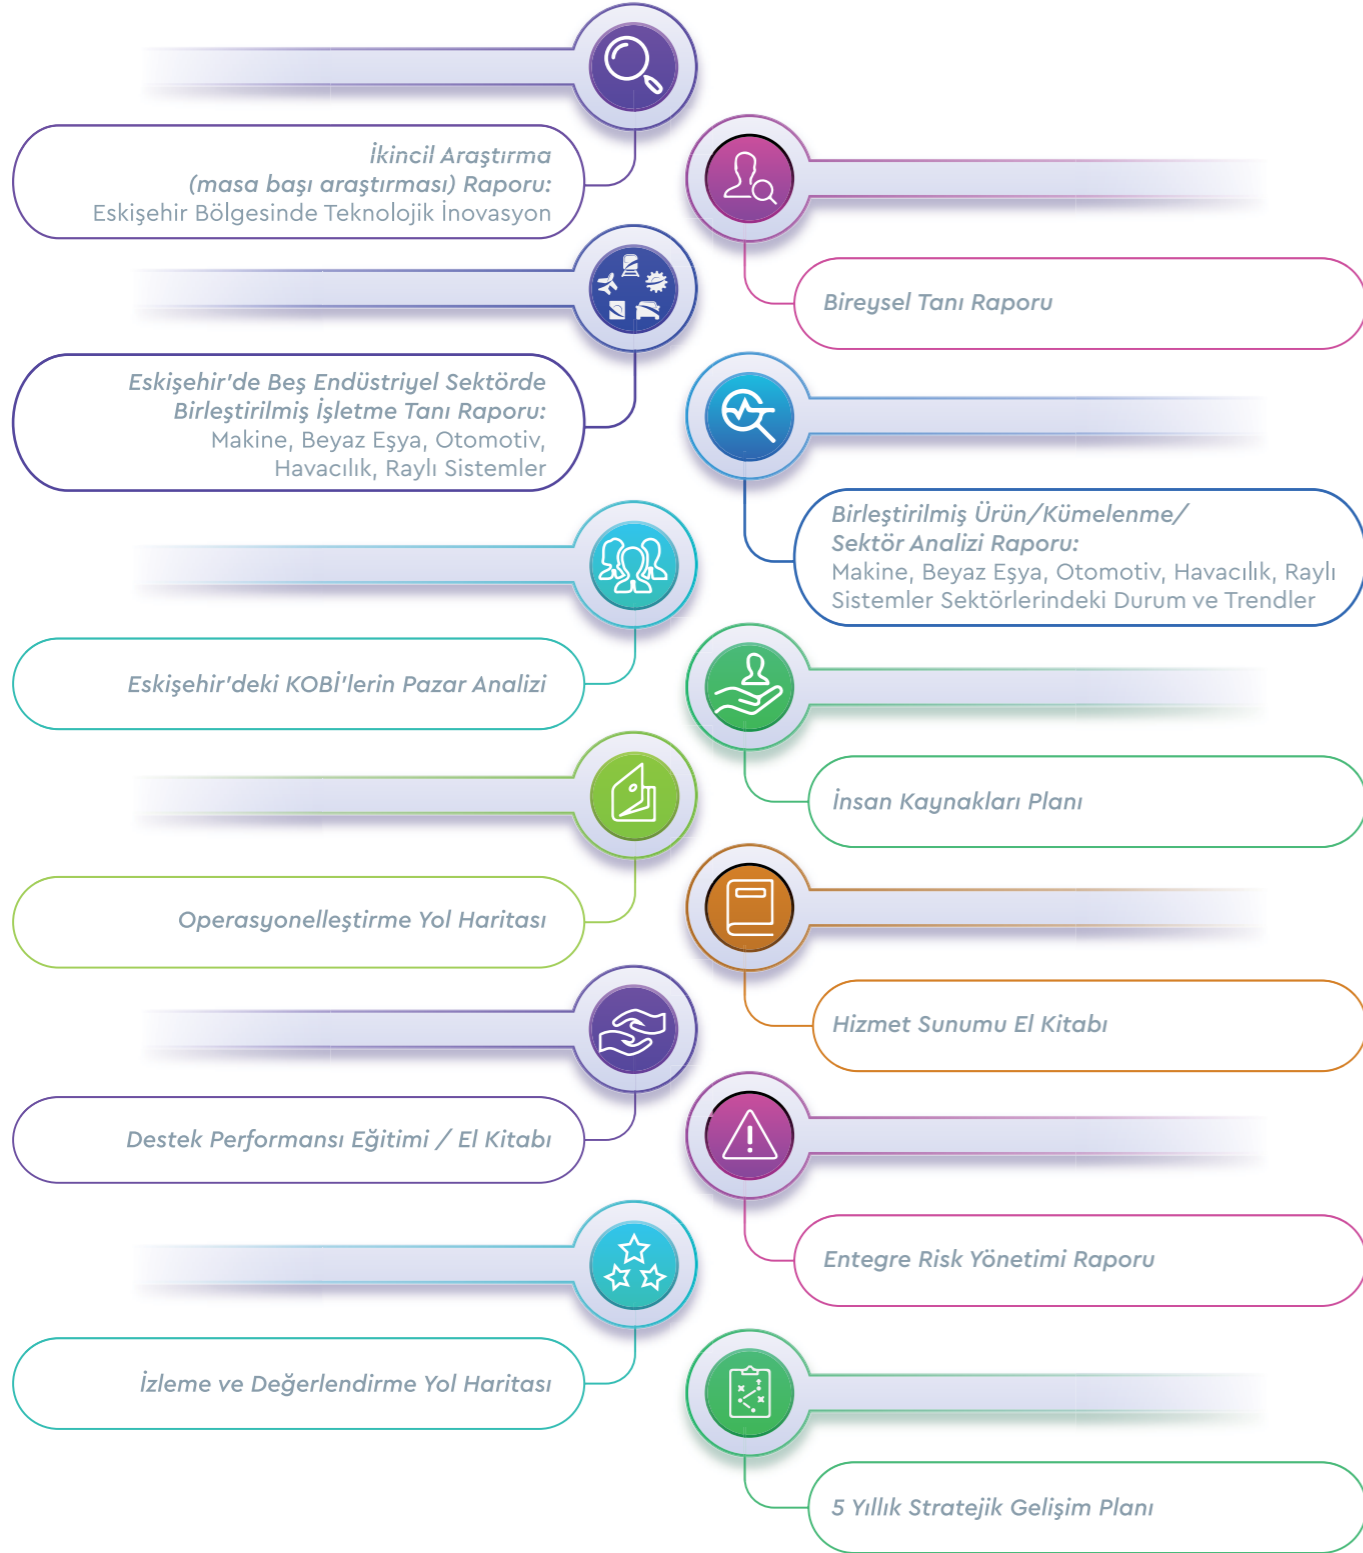 İkincil Araştırma
(masa başı araştırması) Raporu:
Eskişehir Bölgesinde Teknolojik İnovasyon
Bireysel Tanı Raporu
Eskişehir'de Beş Endüstriyel Sektörde
Birleştirilmiş İşletme Tanı Raporu:
Makine, Beyaz Eşya, Otomotiv,
Havacılık, Raylı Sistemler
Birleştirilmiş Ürün/Kümelenme/
Sektör Analizi Raporu:
Makine, Beyaz Eşya, Otomotiv, Havacılık, Raylı
Sistemler Sektörlerindeki Durum ve Trendler
Eskişehir'deki KOBİ'lerin Pazar Analizi
İnsan Kaynakları Planı
Operasyonelleştirme Yol Haritası
Hizmet Sunumu El Kitabı
Destek Performansı Eğitimi / El Kitabı
Entegre Risk Yönetimi Raporu
İzleme ve Değerlendirme Yol Haritası
5 Yıllık Stratejik Gelişim Planı